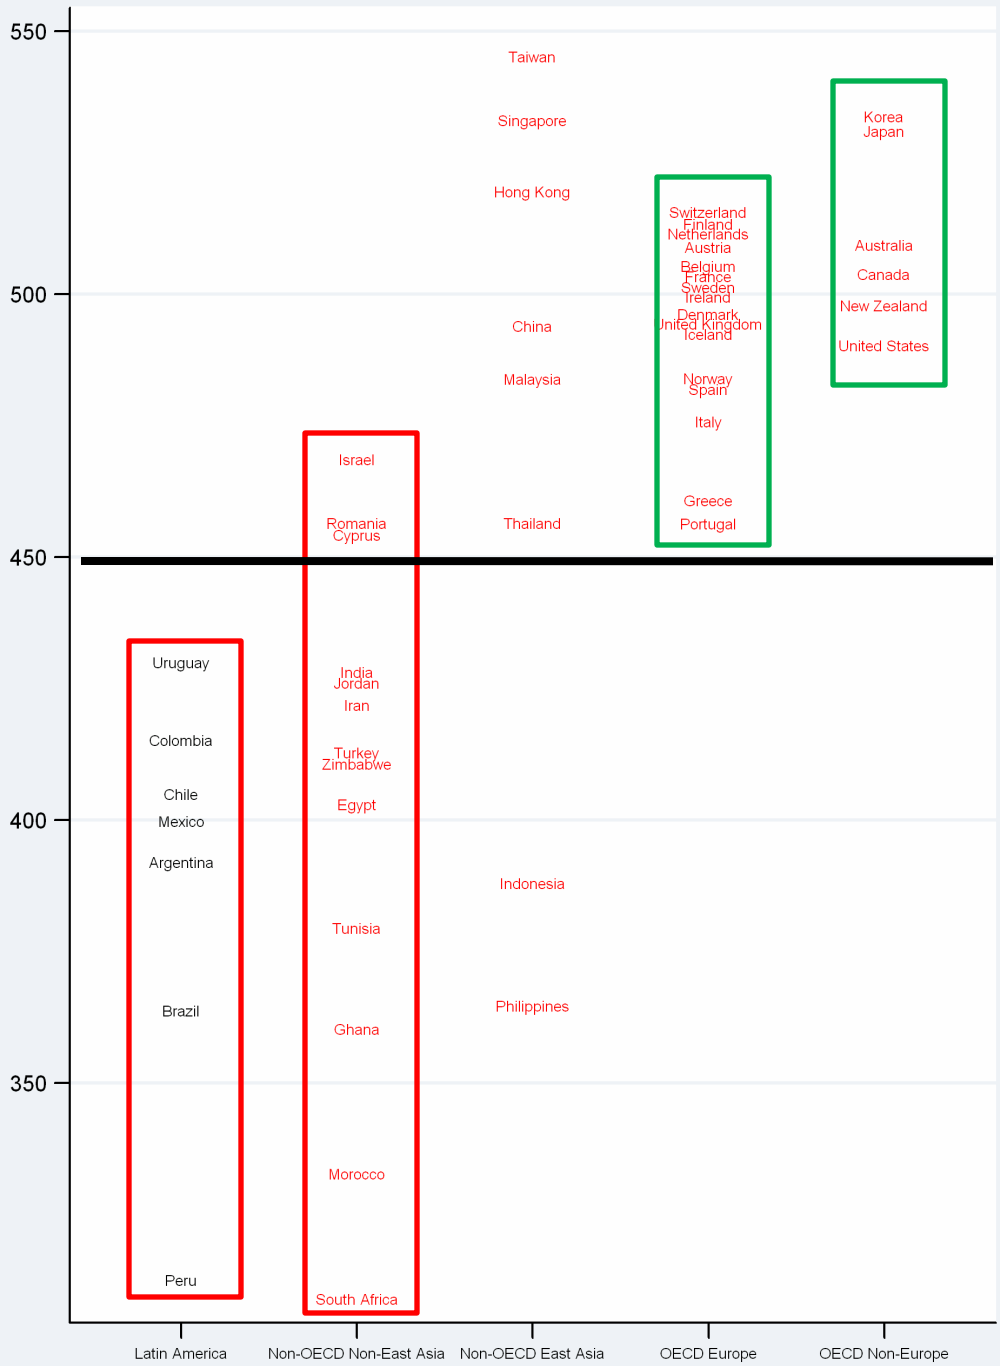 550
Taiwan
Korea
Singapore
Japan
Hong Kong
Switzerland
Finland
Netherlands
Australia
Austria
Belgium
Canada
France
Sweden
500
Ireland
New Zealand
Denmark
United Kingdom
China
Iceland
United States
Malaysia
Norway
Spain
Italy
Israel
Greece
Romania
Thailand
Portugal
Cyprus
450
Uruguay
India
Jordan
Iran
Colombia
Turkey
Zimbabwe
Chile
Egypt
400
Mexico
Argentina
Indonesia
Tunisia
Philippines
Brazil
Ghana
350
Morocco
Peru
South Africa
Latin America Non-OECD Non-East Asia Non-OECD East Asia OECD Europe OECD Non-Europe